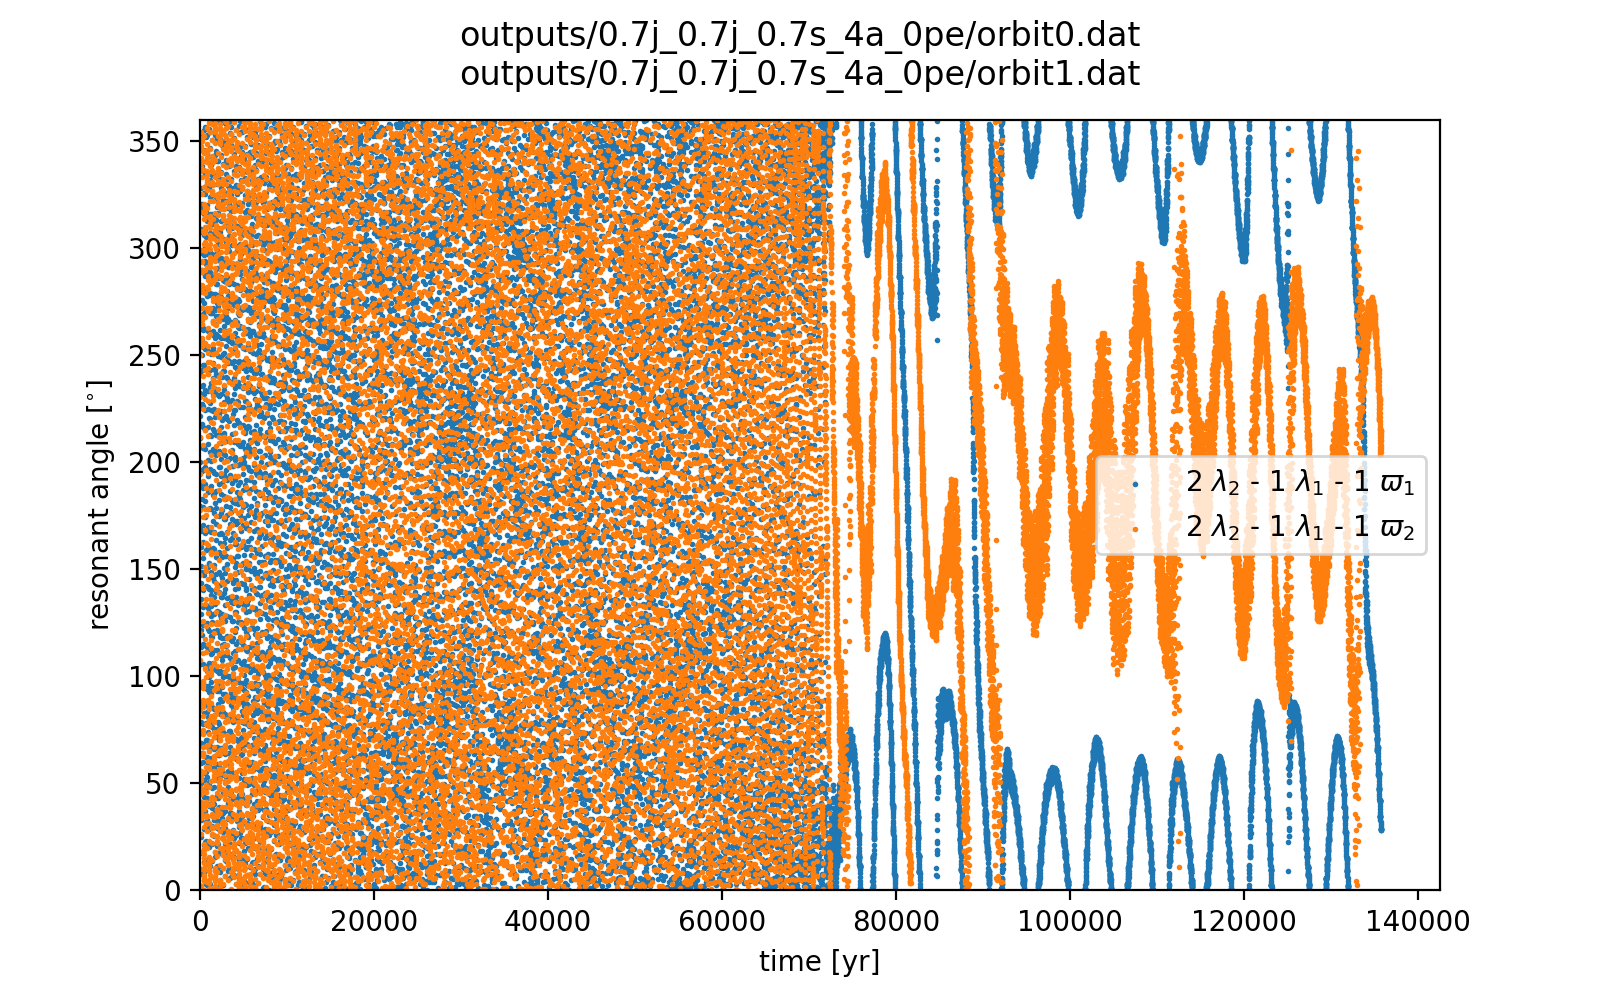 outputs/0.7j_0.7j_0.7s_4a_0pe/orbit0.dat
outputs/0.7j_0.7j_0.7s_4a_0pe/orbit1.dat
350
300
250
200
150
100
50
0
resonant angle [°]
2 λ₂ - 1 λ₁ - 1 ϖ₁
2 λ₂ - 1 λ₁ - 1 ϖ₂
0 20000 40000 60000 80000 100000 120000 140000
time [yr]